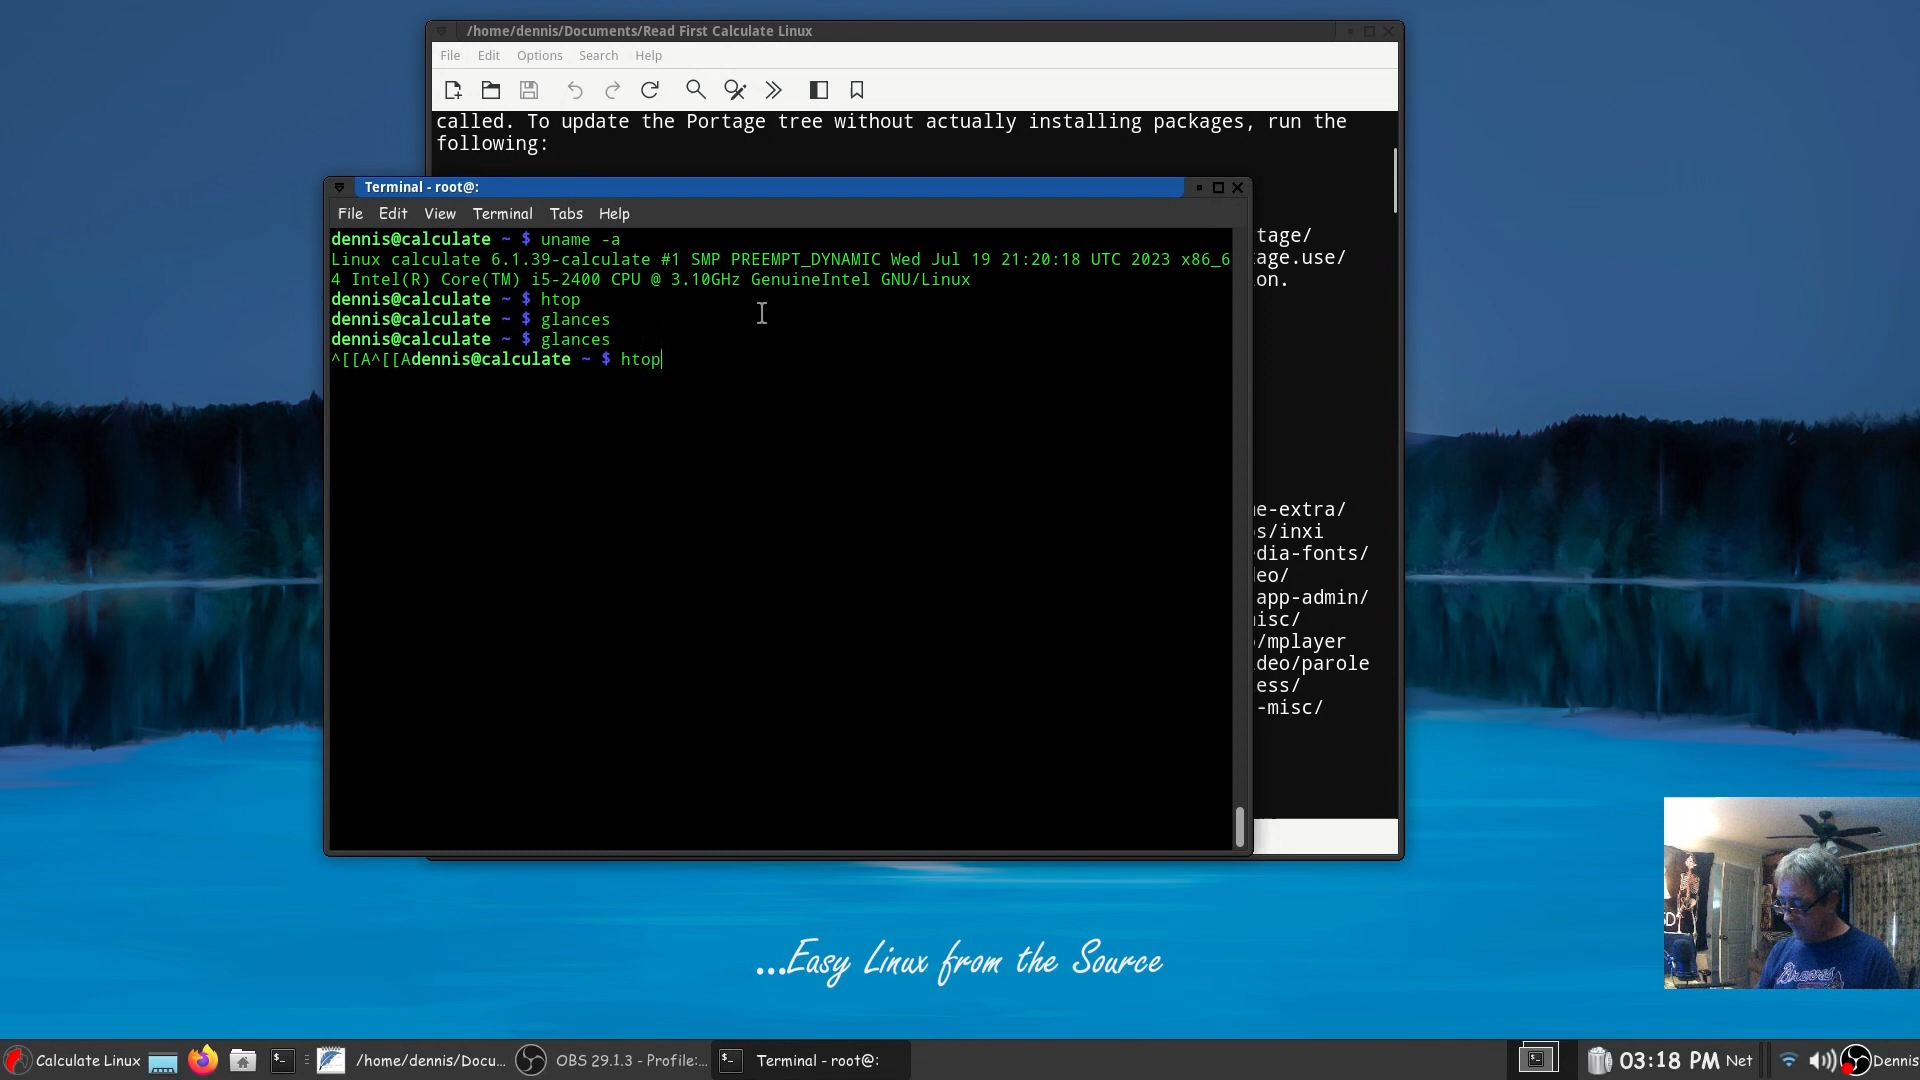 /home/dennis/Documents/Read First Calculate Linux
File Edit Options Search Help
called. To update the Portage tree without actually installing packages, run the
following:
Terminal - root@:
File Edit View Terminal Tabs Help
dennis@calculate ~ $ uname -a
Linux calculate 6.1.39-calculate #1 SMP PREEMPT_DYNAMIC Wed Jul 19 21:20:18 UTC 2023 x86_6
4 Intel(R) Core(TM) i5-2400 CPU @ 3.10GHz GenuineIntel GNU/Linux
dennis@calculate ~ $ htop
dennis@calculate ~ $ glances
dennis@calculate ~ $ glances
^[[A^[[Adennis@calculate ~ $ htop
tage/
age.use/
on.
e-extra/
s/inxi
dia-fonts/
eo/
app-admin/
isc/
/mplayer
deo/parole
ess/
-misc/
Braves
...Easy Linux from the Source
Calculate Linux
/home/dennis/Docu...
OBS 29.1.3 - Profile:...
Terminal - root@:
03:18 PM Net
Dennis